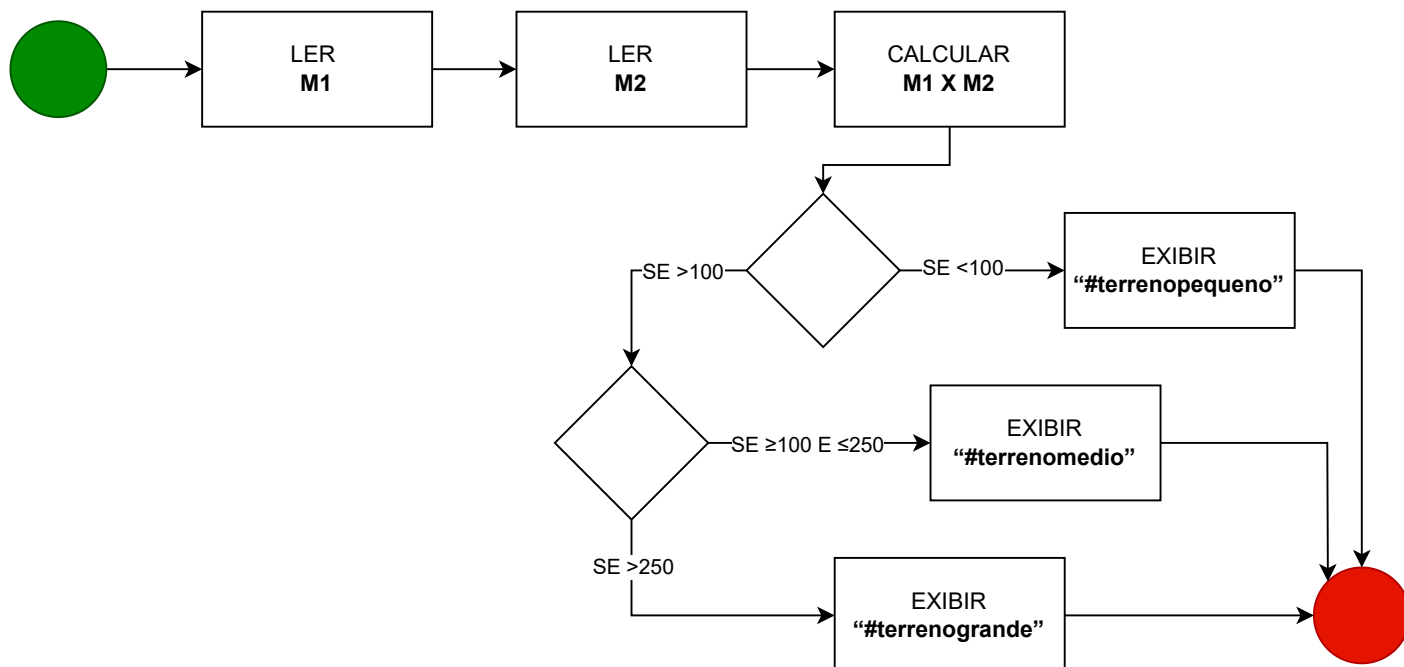 LER
M1
LER
M2
CALCULAR
M1 X M2
SE >100
SE <100
EXIBIR
“#terrenopequeno”
SE ≥100 E ≤250
EXIBIR
“#terrenomedio”
SE >250
EXIBIR
“#terrenogrande”